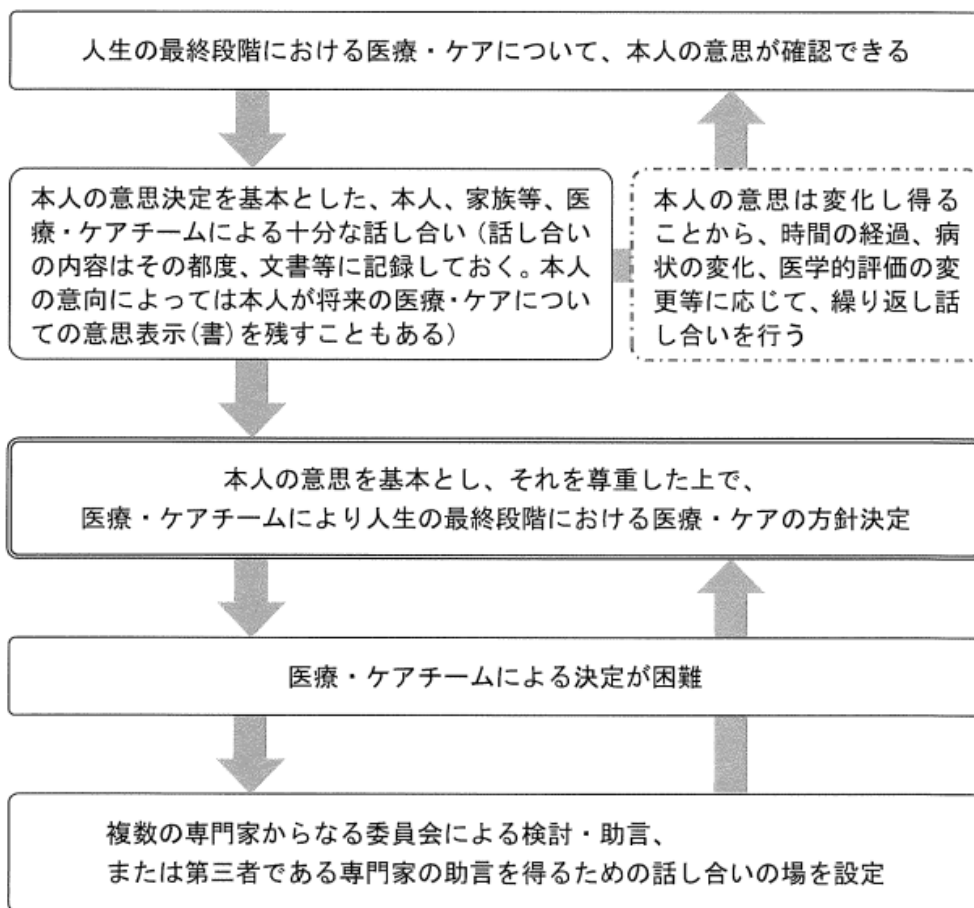 人生の最終段階における医療・ケアについて、本人の意思が確認できる
本人の意思決定を基本とした、本人、家族等、医
療・ケアチームによる十分な話し合い（話し合い
の内容はその都度、文書等に記録しておく。本人
の意向によっては本人が将来の医療・ケアについ
ての意思表示（書）を残すこともある）
本人の意思は変化し得る
ことから、時間の経過、病
状の変化、医学的評価の変
更等に応じて、繰り返し話
し合いを行う
本人の意思を基本とし、それを尊重した上で、
医療・ケアチームにより人生の最終段階における医療・ケアの方針決定
医療・ケアチームによる決定が困難
複数の専門家からなる委員会による検討・助言、
または第三者である専門家の助言を得るための話し合いの場を設定